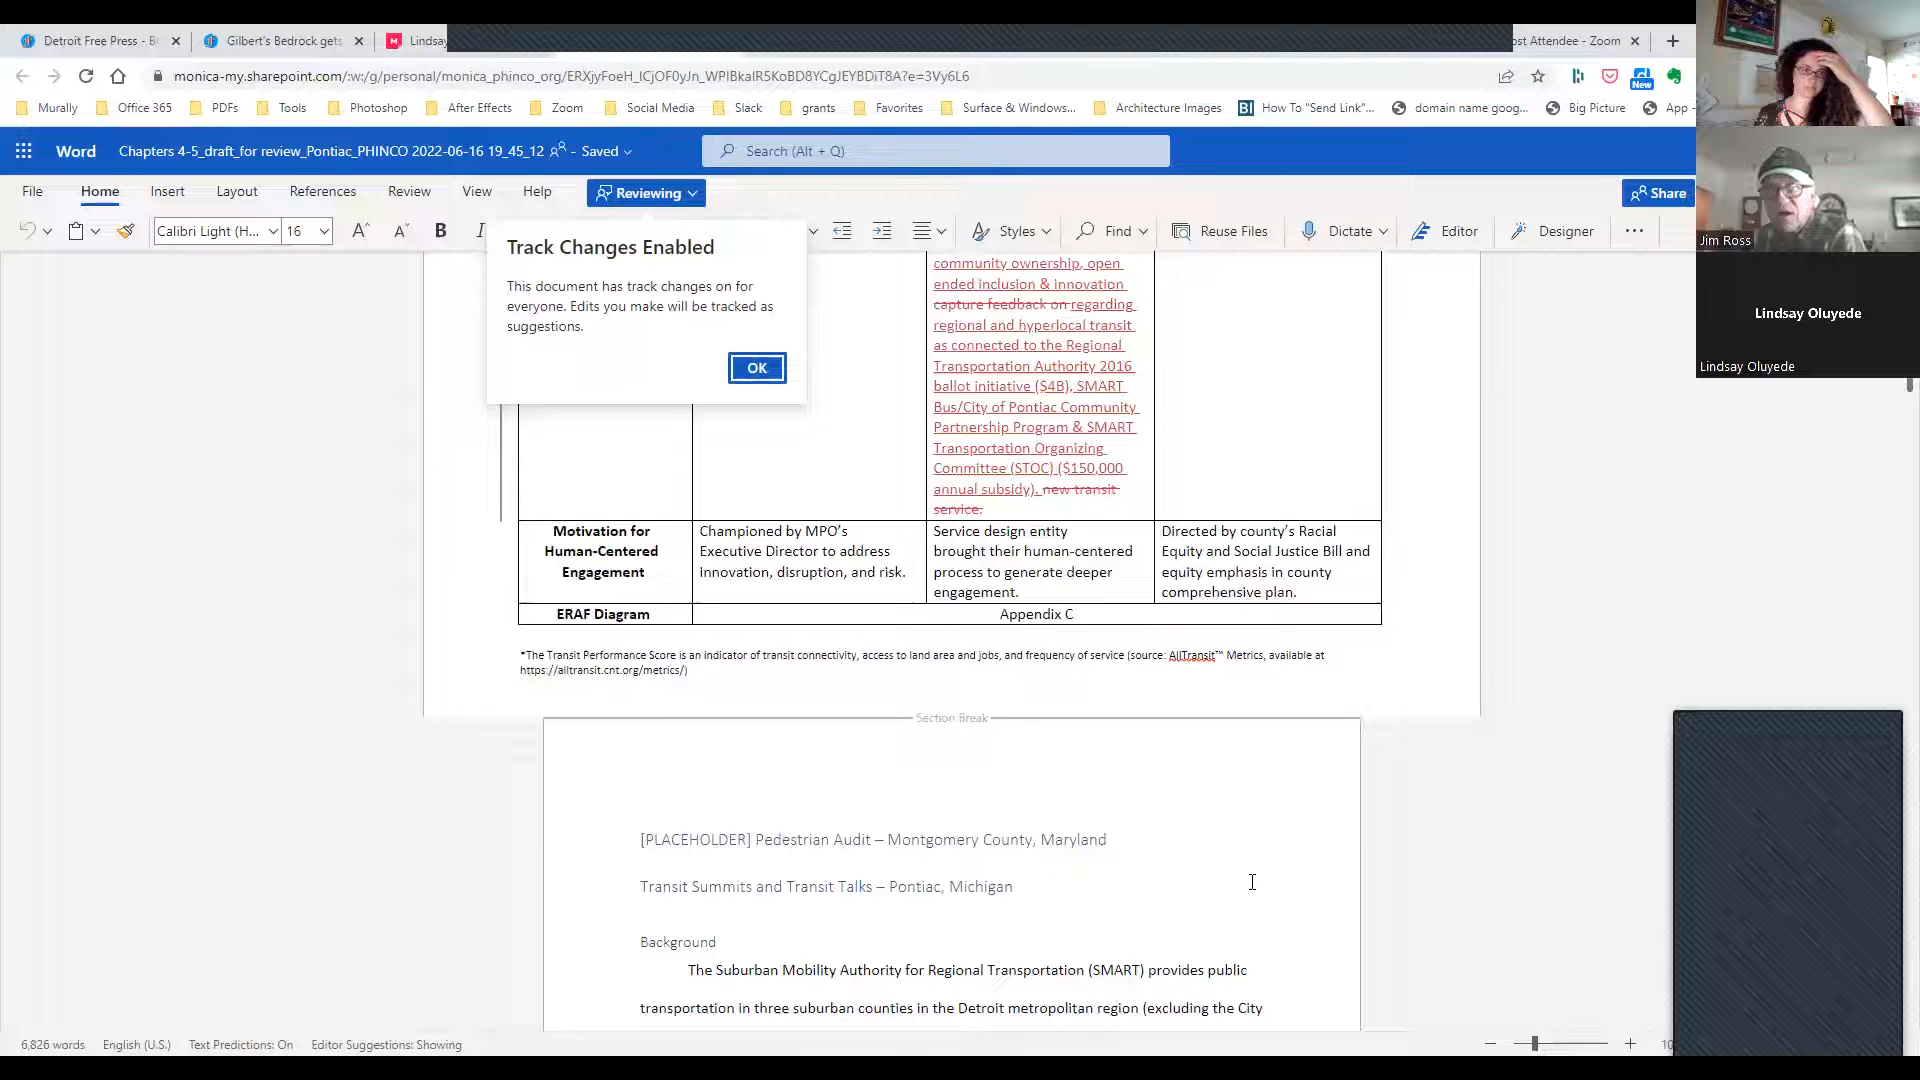 Detroit Free Press - B
Gilbert's Bedrock gets
Lindsay
ost Attendee - Zoom
monica-my.sharepoint.com/:w:/g/personal/monica_phinco_org/ERXjyFoeH_ICjOF0yJn_WPIBkaIR5KoBD8YCgJEYBDiT8A?e=3Vy6L6
New
Murally
Office 365
PDFs
Tools
Photoshop
After Effects
Zoom
Social Media
Slack
grants
Favorites
Surface & Windows...
Architecture Images
BI
How To "Send Link"...
domain name goog...
Big Picture
App -
Word
Chapters 4-5_draft_for review_Pontiac_PHINCO 2022-06-16 19_45_12
- Saved
Search (Alt + Q)
File
Home
Insert
Layout
References
Review
View
Help
Reviewing
Share
Calibri Light (H...
16
A
A
B
I
Styles
Find
Reuse Files
Dictate
Editor
Designer
...
Jim Ross
Lindsay Oluyede
Lindsay Oluyede
Track Changes Enabled
This document has track changes on for
everyone. Edits you make will be tracked as
suggestions.
OK
community ownership, open
ended inclusion & innovation
capture feedback on regarding
regional and hyperlocal transit
as connected to the Regional
Transportation Authority 2016
ballot initiative ($4B), SMART
Bus/City of Pontiac Community
Partnership Program & SMART
Transportation Organizing
Committee (STOC) ($150,000
annual subsidy). new transit
service.
Motivation for
Human-Centered
Engagement
Championed by MPO's
Executive Director to address
innovation, disruption, and risk.
Service design entity
brought their human-centered
process to generate deeper
engagement.
Directed by county's Racial
Equity and Social Justice Bill and
equity emphasis in county
comprehensive plan.
ERAF Diagram
Appendix C
*The Transit Performance Score is an indicator of transit connectivity, access to land area and jobs, and frequency of service (source: AllTransit™ Metrics, available at
https://alltransit.cnt.org/metrics/)
Section Break
[PLACEHOLDER] Pedestrian Audit – Montgomery County, Maryland
Transit Summits and Transit Talks – Pontiac, Michigan
Background
The Suburban Mobility Authority for Regional Transportation (SMART) provides public
transportation in three suburban counties in the Detroit metropolitan region (excluding the City
6,826 words
English (U.S.)
Text Predictions: On
Editor Suggestions: Showing